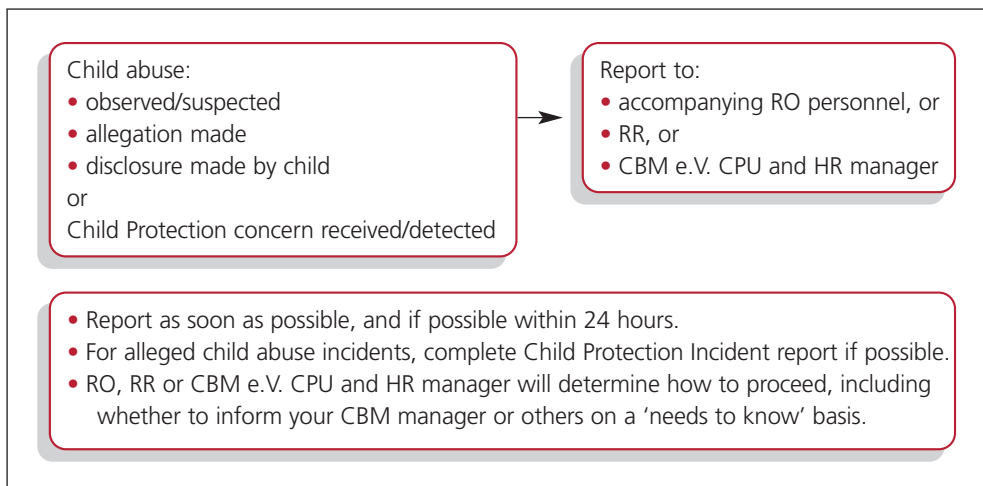 Child abuse:
• observed/suspected
• allegation made
• disclosure made by child
or
Child Protection concern received/detected
Report to:
• accompanying RO personnel, or
• RR, or
• CBM e.V. CPU and HR manager
• Report as soon as possible, and if possible within 24 hours.
• For alleged child abuse incidents, complete Child Protection Incident report if possible.
• RO, RR or CBM e.V. CPU and HR manager will determine how to proceed, including
whether to inform your CBM manager or others on a ‘needs to know’ basis.